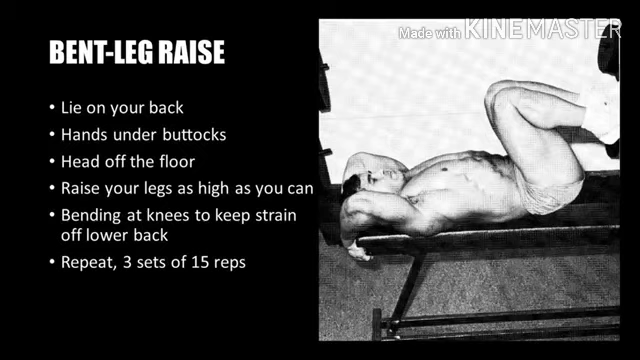 Made with KINEMASTER
BENT-LEG RAISE
• Lie on your back
• Hands under buttocks
• Head off the floor
• Raise your legs as high as you can
• Bending at knees to keep strain
off lower back
• Repeat, 3 sets of 15 reps